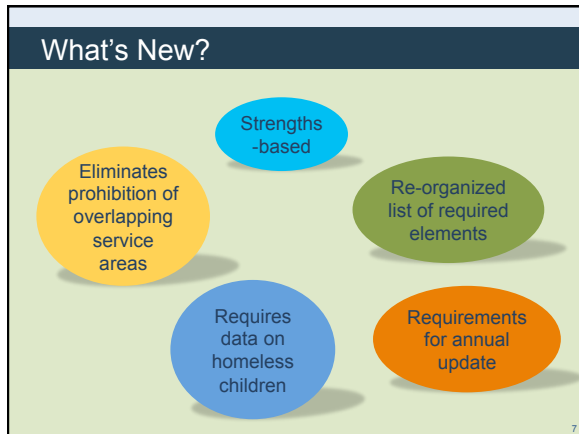 What's New?
Strengths
-based
Eliminates
prohibition of
overlapping
service
areas
Re-organized
list of required
elements
Requires
data on
homeless
children
Requirements
for annual
update
7